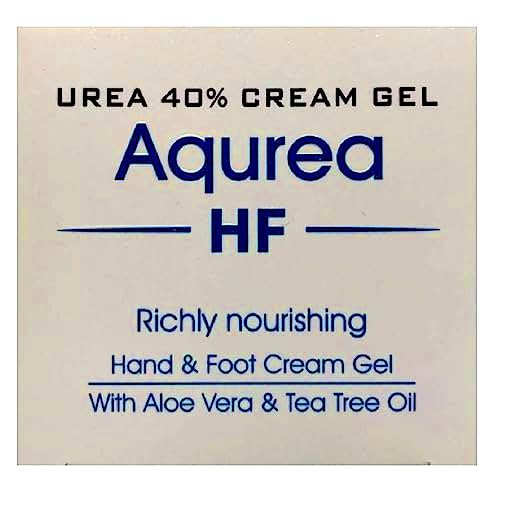 UREA 40% CREAM GEL
Aqurea
HF
Richly nourishing
Hand & Foot Cream Gel
With Aloe Vera & Tea Tree Oil